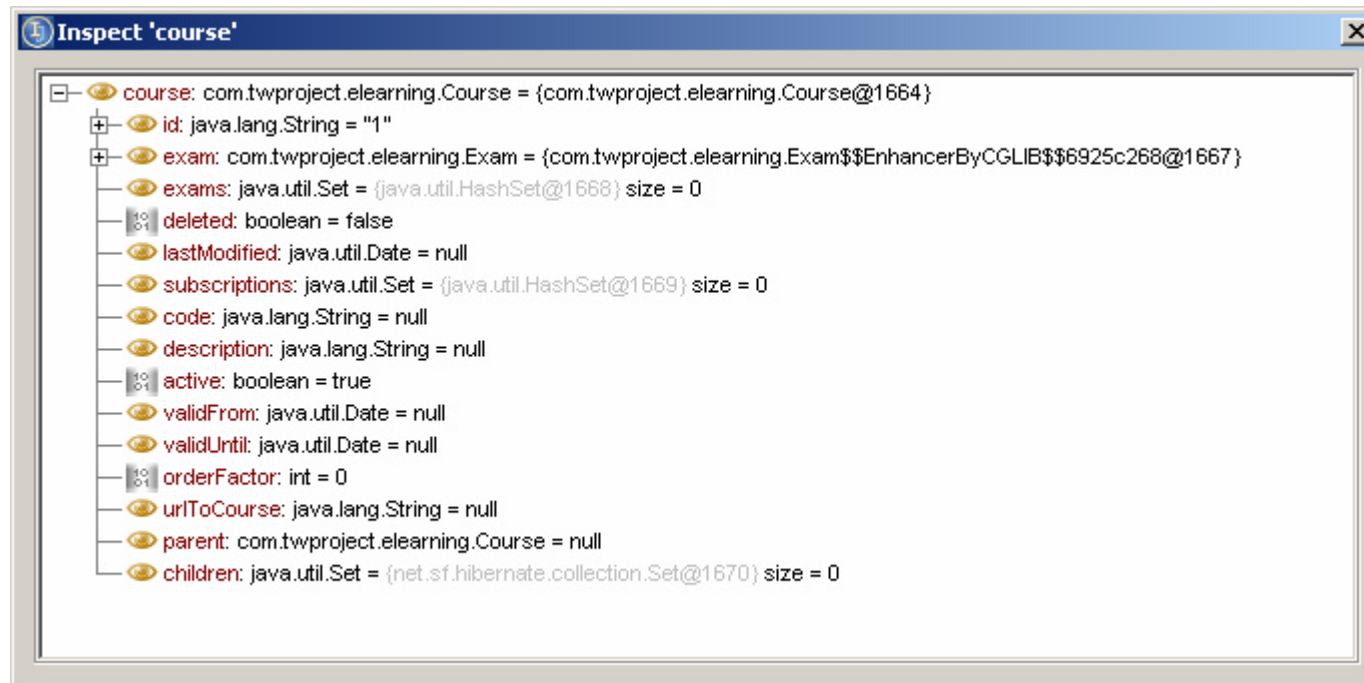 Inspect 'course'
course: com.twproject.elearning.Course = {com.twproject.elearning.Course@1664}
id: java.lang.String = "1"
exam: com.twproject.elearning.Exam = {com.twproject.elearning.Exam$$EnhancerByCGLIB$$6925c268@1667}
exams: java.util.Set = {java.util.HashSet@1668} size = 0
deleted: boolean = false
lastModified: java.util.Date = null
subscriptions: java.util.Set = {java.util.HashSet@1669} size = 0
code: java.lang.String = null
description: java.lang.String = null
active: boolean = true
validFrom: java.util.Date = null
validUntil: java.util.Date = null
orderFactor: int = 0
urlToCourse: java.lang.String = null
parent: com.twproject.elearning.Course = null
children: java.util.Set = {net.sf.hibernate.collection.Set@1670} size = 0